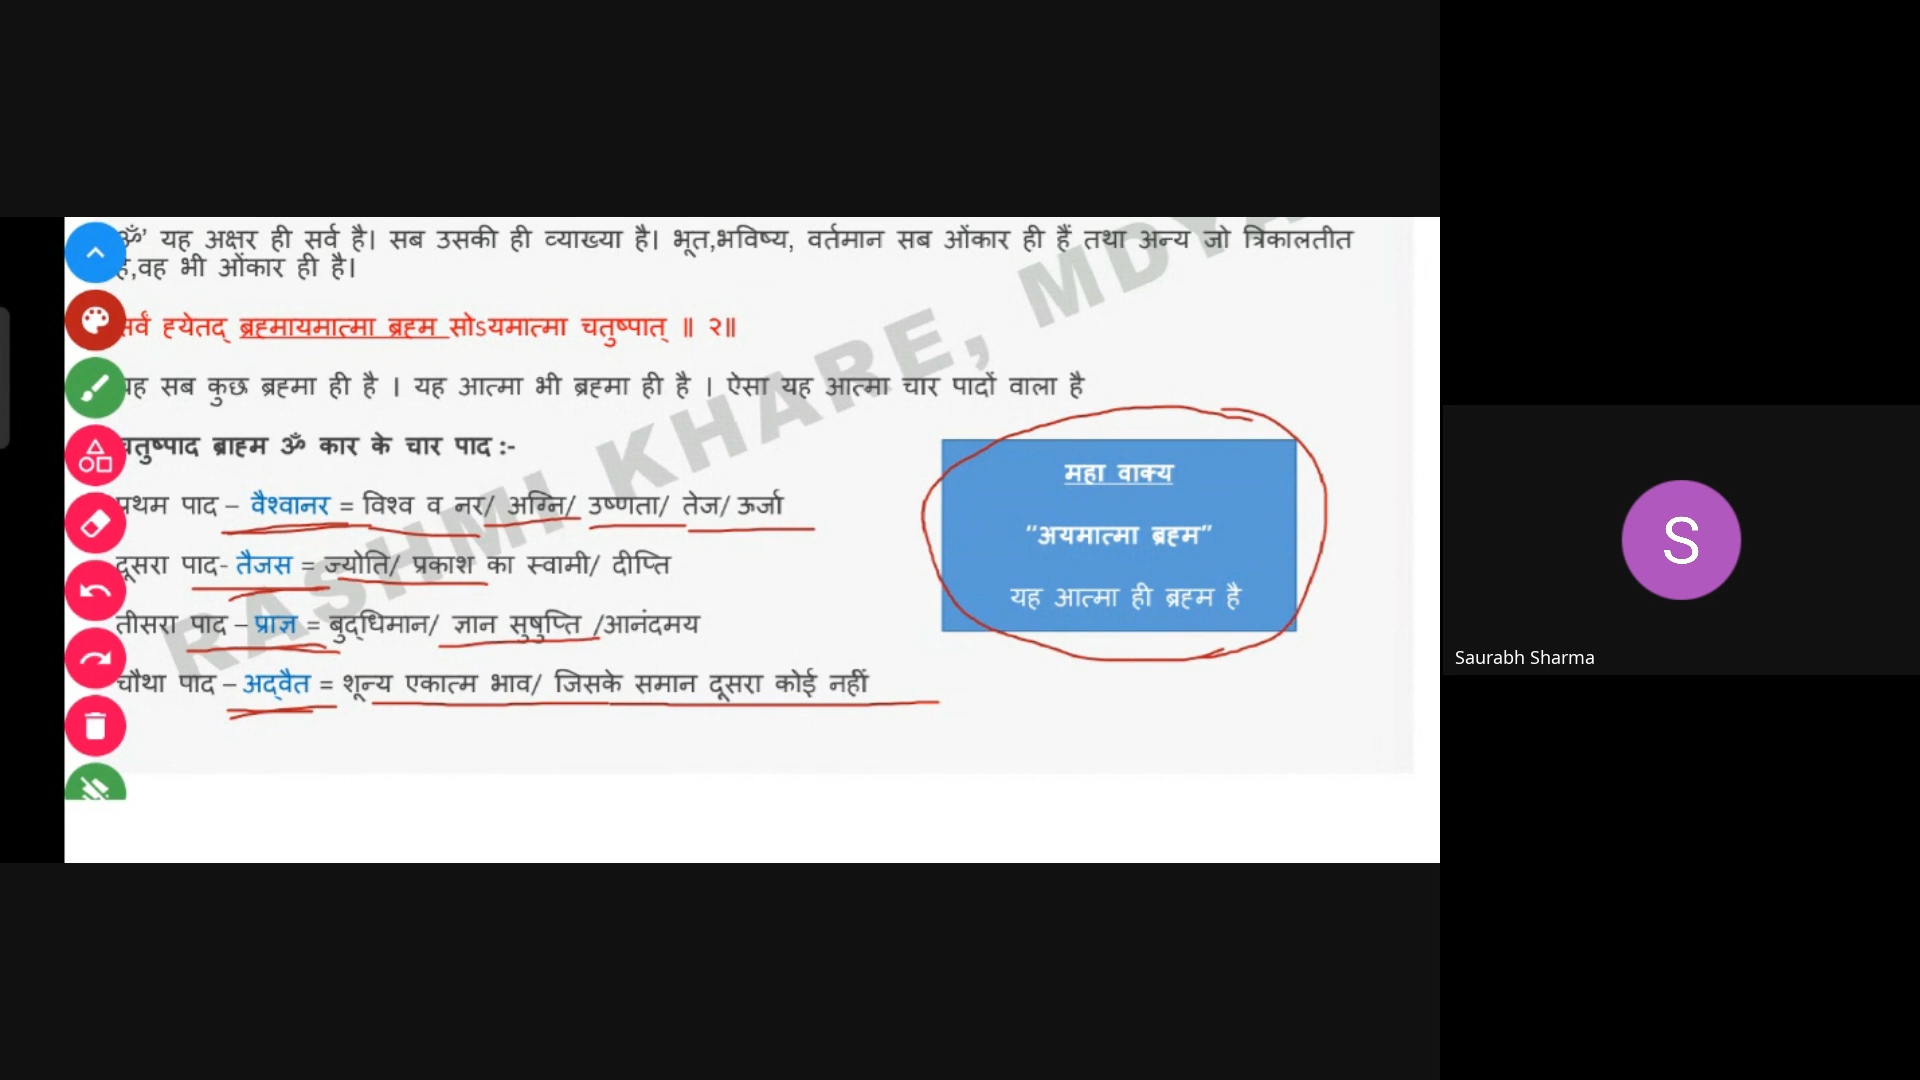 ॐ’ यह अक्षर ही सर्व है। सब उसकी ही व्याख्या है। भूत,भविष्य, वर्तमान सब ओंकार ही हैं तथा अन्य जो त्रिकालतीत
है,वह भी ओंकार ही है।
सर्वं ह्येतद् ब्रह्मायमात्मा ब्रह्म सोऽयमात्मा चतुष्पात् ॥ २॥
यह सब कुछ ब्रह्मा ही है । यह आत्मा भी ब्रह्मा ही है । ऐसा यह आत्मा चार पादों वाला है
चतुष्पाद ब्राह्म ॐ कार के चार पाद :-
प्रथम पाद – वैश्वानर = विश्व व नर/ अग्नि/ उष्णता/ तेज/ ऊर्जा
दूसरा पाद- तैजस = ज्योति/ प्रकाश का स्वामी/ दीप्ति
तीसरा पाद – प्राज्ञ = बुद्धिमान/ ज्ञान सुषुप्ति /आनंदमय
चौथा पाद – अद्वैत = शून्य एकात्म भाव/ जिसके समान दूसरा कोई नहीं
महा वाक्य
“अयमात्मा ब्रह्म”
यह आत्मा ही ब्रह्म है
RASHMI KHARE, MDYA
S
Saurabh Sharma